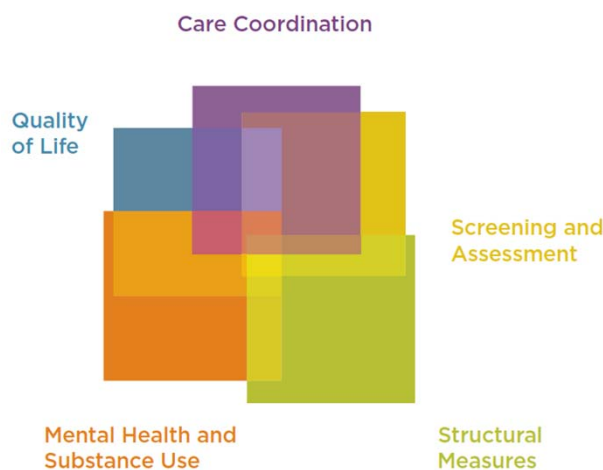 Care Coordination
Quality
of Life
Screening and
Assessment
Mental Health and
Substance Use
Structural
Measures